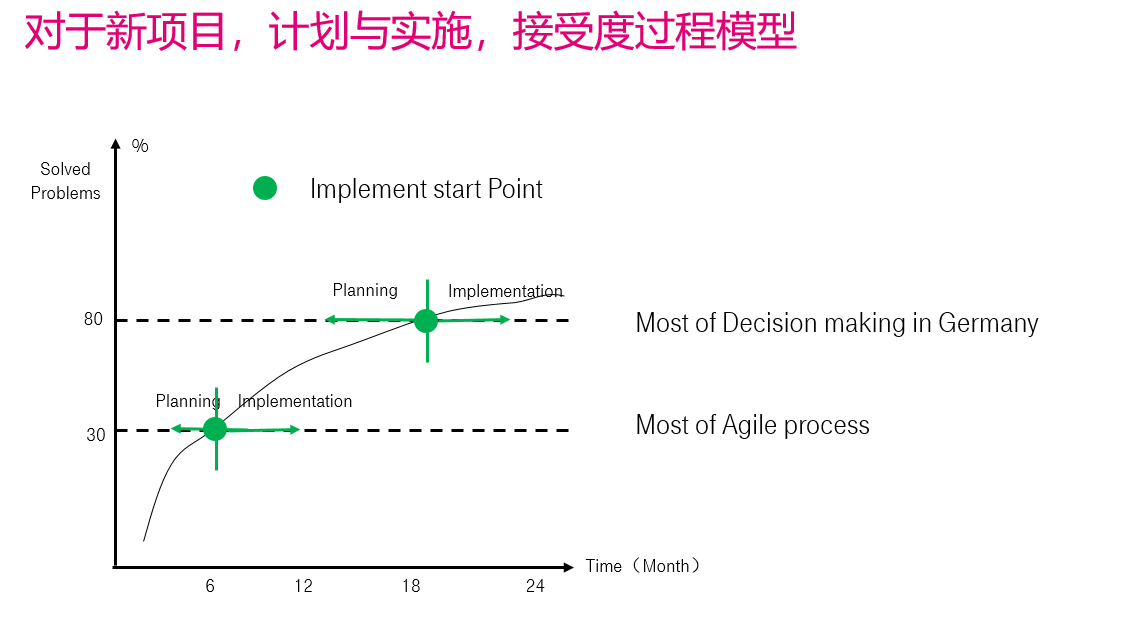 对于新项目，计划与实施，接受度过程模型
%
Solved
Problems
Implement start Point
Planning
Implementation
80
Most of Decision making in Germany
Planning
Implementation
30
Most of Agile process
Time（Month）
6
12
18
24